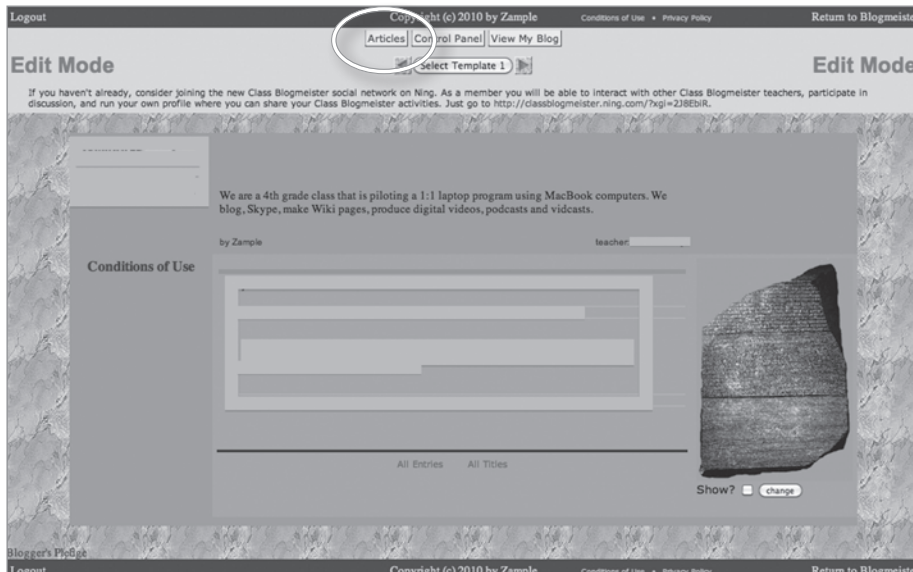 Logout Copyright (c) 2010 by Zample Conditions of Use • Privacy Policy Return to Blogmeiste
Articles Control Panel View My Blog
Edit Mode Select Template 1 Edit Mode
If you haven't already, consider joining the new Class Blogmeister social network on Ning. As a member you will be able to interact with other Class Blogmeister teachers, participate in
discussion, and run your own profile where you can share your Class Blogmeister activities. Just go to http://classblogmeister.ning.com/?xgi=2J8EbiR.
We are a 4th grade class that is piloting a 1:1 laptop program using MacBook computers. We
blog, Skype, make Wiki pages, produce digital videos, podcasts and vidcasts.
by Zample teacher:
Conditions of Use
All Entries All Titles
Show? change
Blogger's Pledge
Logout Copyright (c) 2010 by Zample Conditions of Use • Privacy Policy Return to Blogmeiste